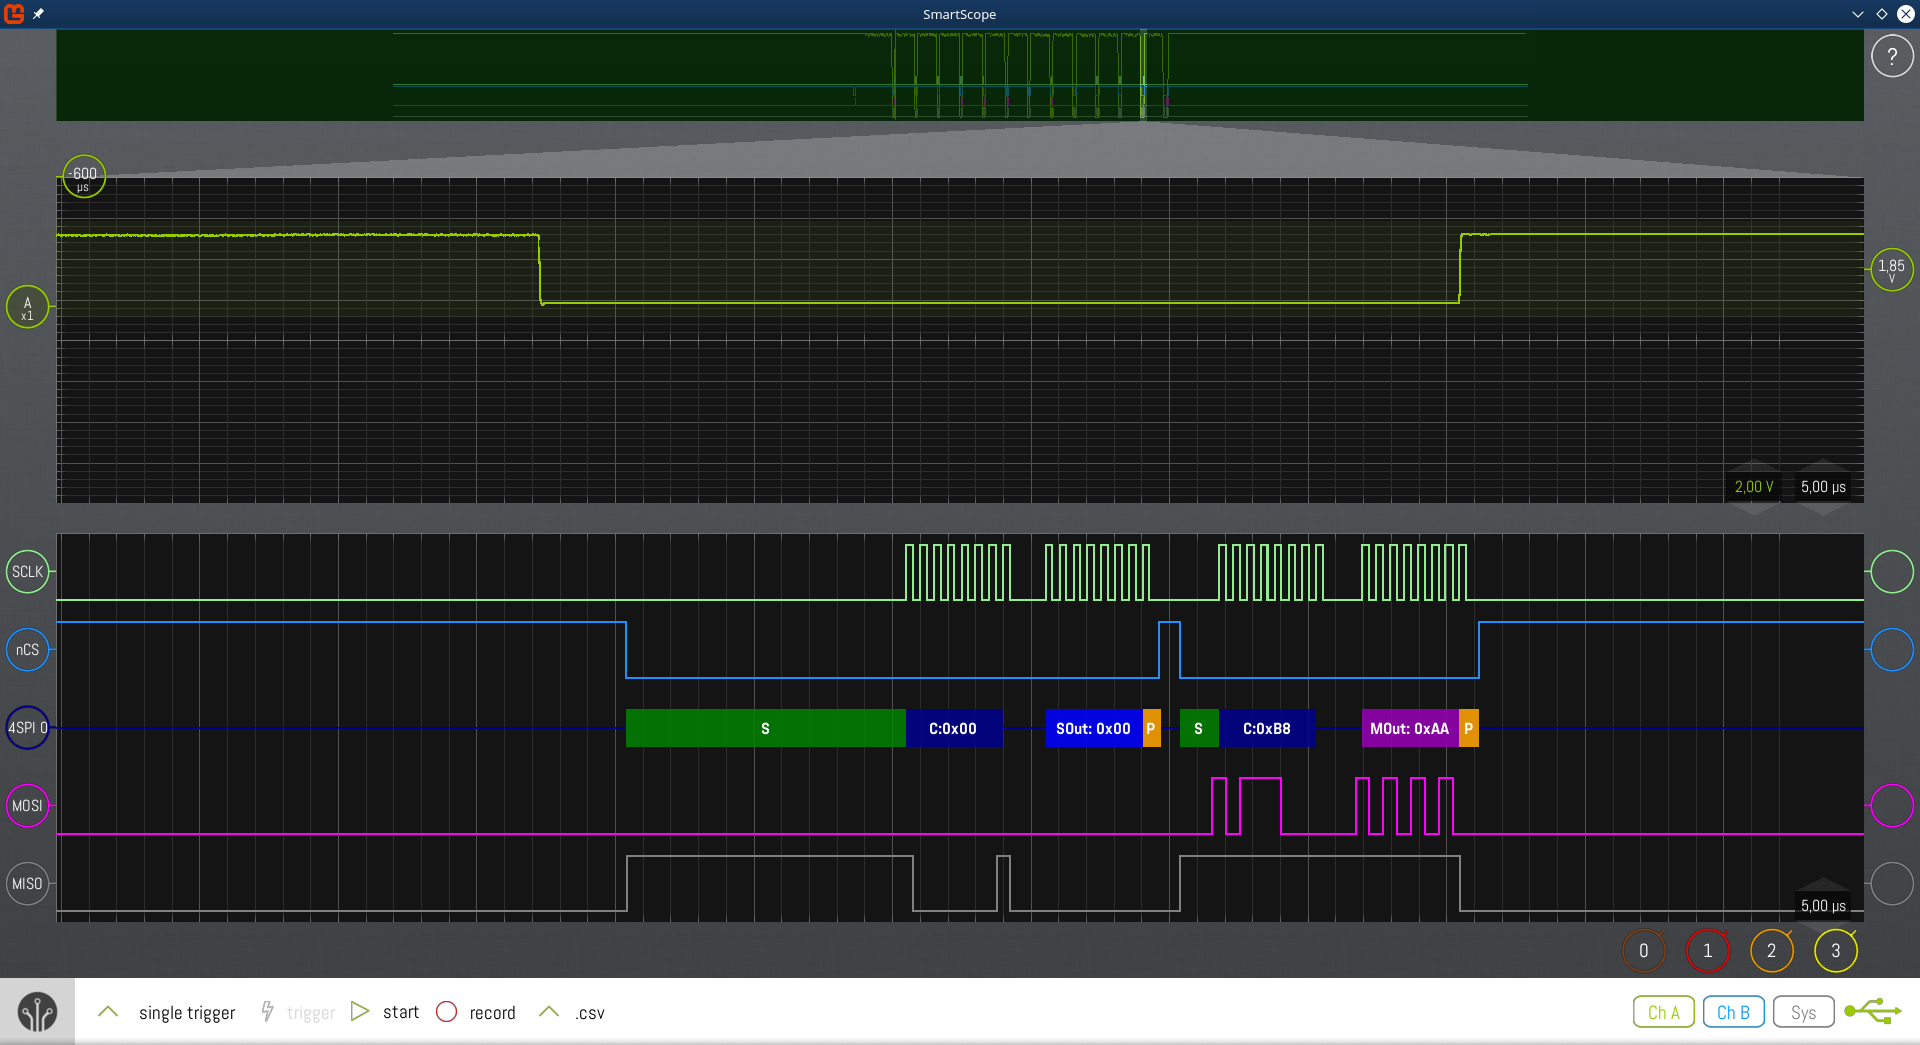 SmartScope
?
-600
µs
A
x1
1,85
V
2,00 V
5,00 µs
SCLK
nCS
4SPI 0
S
C:0x00
SOut: 0x00
P
S
C:0xB8
MOut: 0xAA
P
MOSI
MISO
5,00 µs
0
1
2
3
single trigger
trigger
start
record
.csv
Ch A
Ch B
Sys